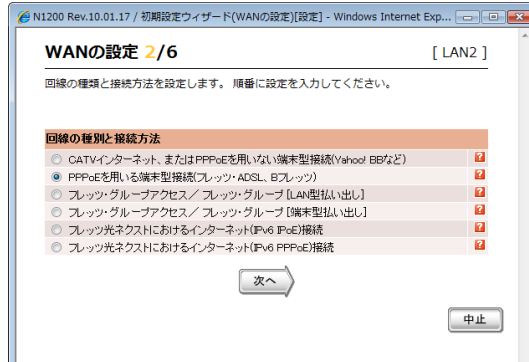 N1200 Rev.10.01.17 / 初期設定ウィザード(WANの設定)[設定] - Windows Internet Exp...
WANの設定 2/6
[ LAN2 ]
回線の種類と接続方法を設定します。 順番に設定を入力してください。
回線の種別と接続方法
CATVインターネット、またはPPPoEを用いない端末型接続(Yahoo! BBなど)
?
PPPoEを用いる端末型接続(フレッツ・ADSL、Bフレッツ)
?
フレッツ・グループアクセス／ フレッツ・グループ [LAN型払い出し]
?
フレッツ・グループアクセス／ フレッツ・グループ [端末型払い出し]
?
フレッツ光ネクストにおけるインターネット(IPv6 IPoE)接続
?
フレッツ光ネクストにおけるインターネット(IPv6 PPPoE)接続
?
次へ
中止